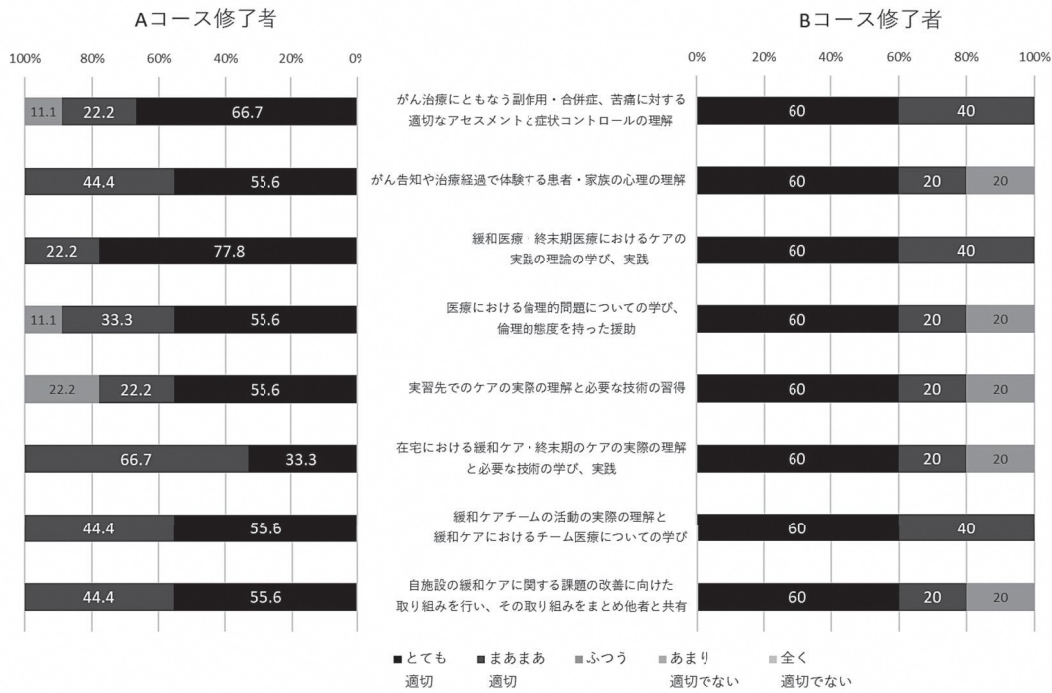 Aコース修了者
Bコース修了者
100% 80% 60% 40% 20% 0%
0% 20% 40% 60% 80% 100%
11.1 22.2 66.7
がん治療にともなう副作用・合併症、苦痛に対する
適切なアセスメントと症状コントロールの理解
60 40
44.4 55.6
がん告知や治療経過で体験する患者・家族の心理の理解
60 20 20
22.2 77.8
緩和医療・終末期医療におけるケアの
実践の理論の学び、実践
60 40
11.1 33.3 55.6
医療における倫理的問題についての学び、
倫理的態度を持った援助
60 20 20
22.2 22.2 55.6
実習先でのケアの実際の理解と必要な技術の習得
60 20 20
66.7 33.3
在宅における緩和ケア・終末期のケアの実際の理解
と必要な技術の学び、実践
60 20 20
44.4 55.6
緩和ケアチームの活動の実際の理解と
緩和ケアにおけるチーム医療についての学び
60 40
44.4 55.6
自施設の緩和ケアに関する課題の改善に向けた
取り組みを行い、その取り組みをまとめ他者と共有
60 20 20
とても まあまあ ふつう あまり 全く
適切 適切 適切でない 適切でない